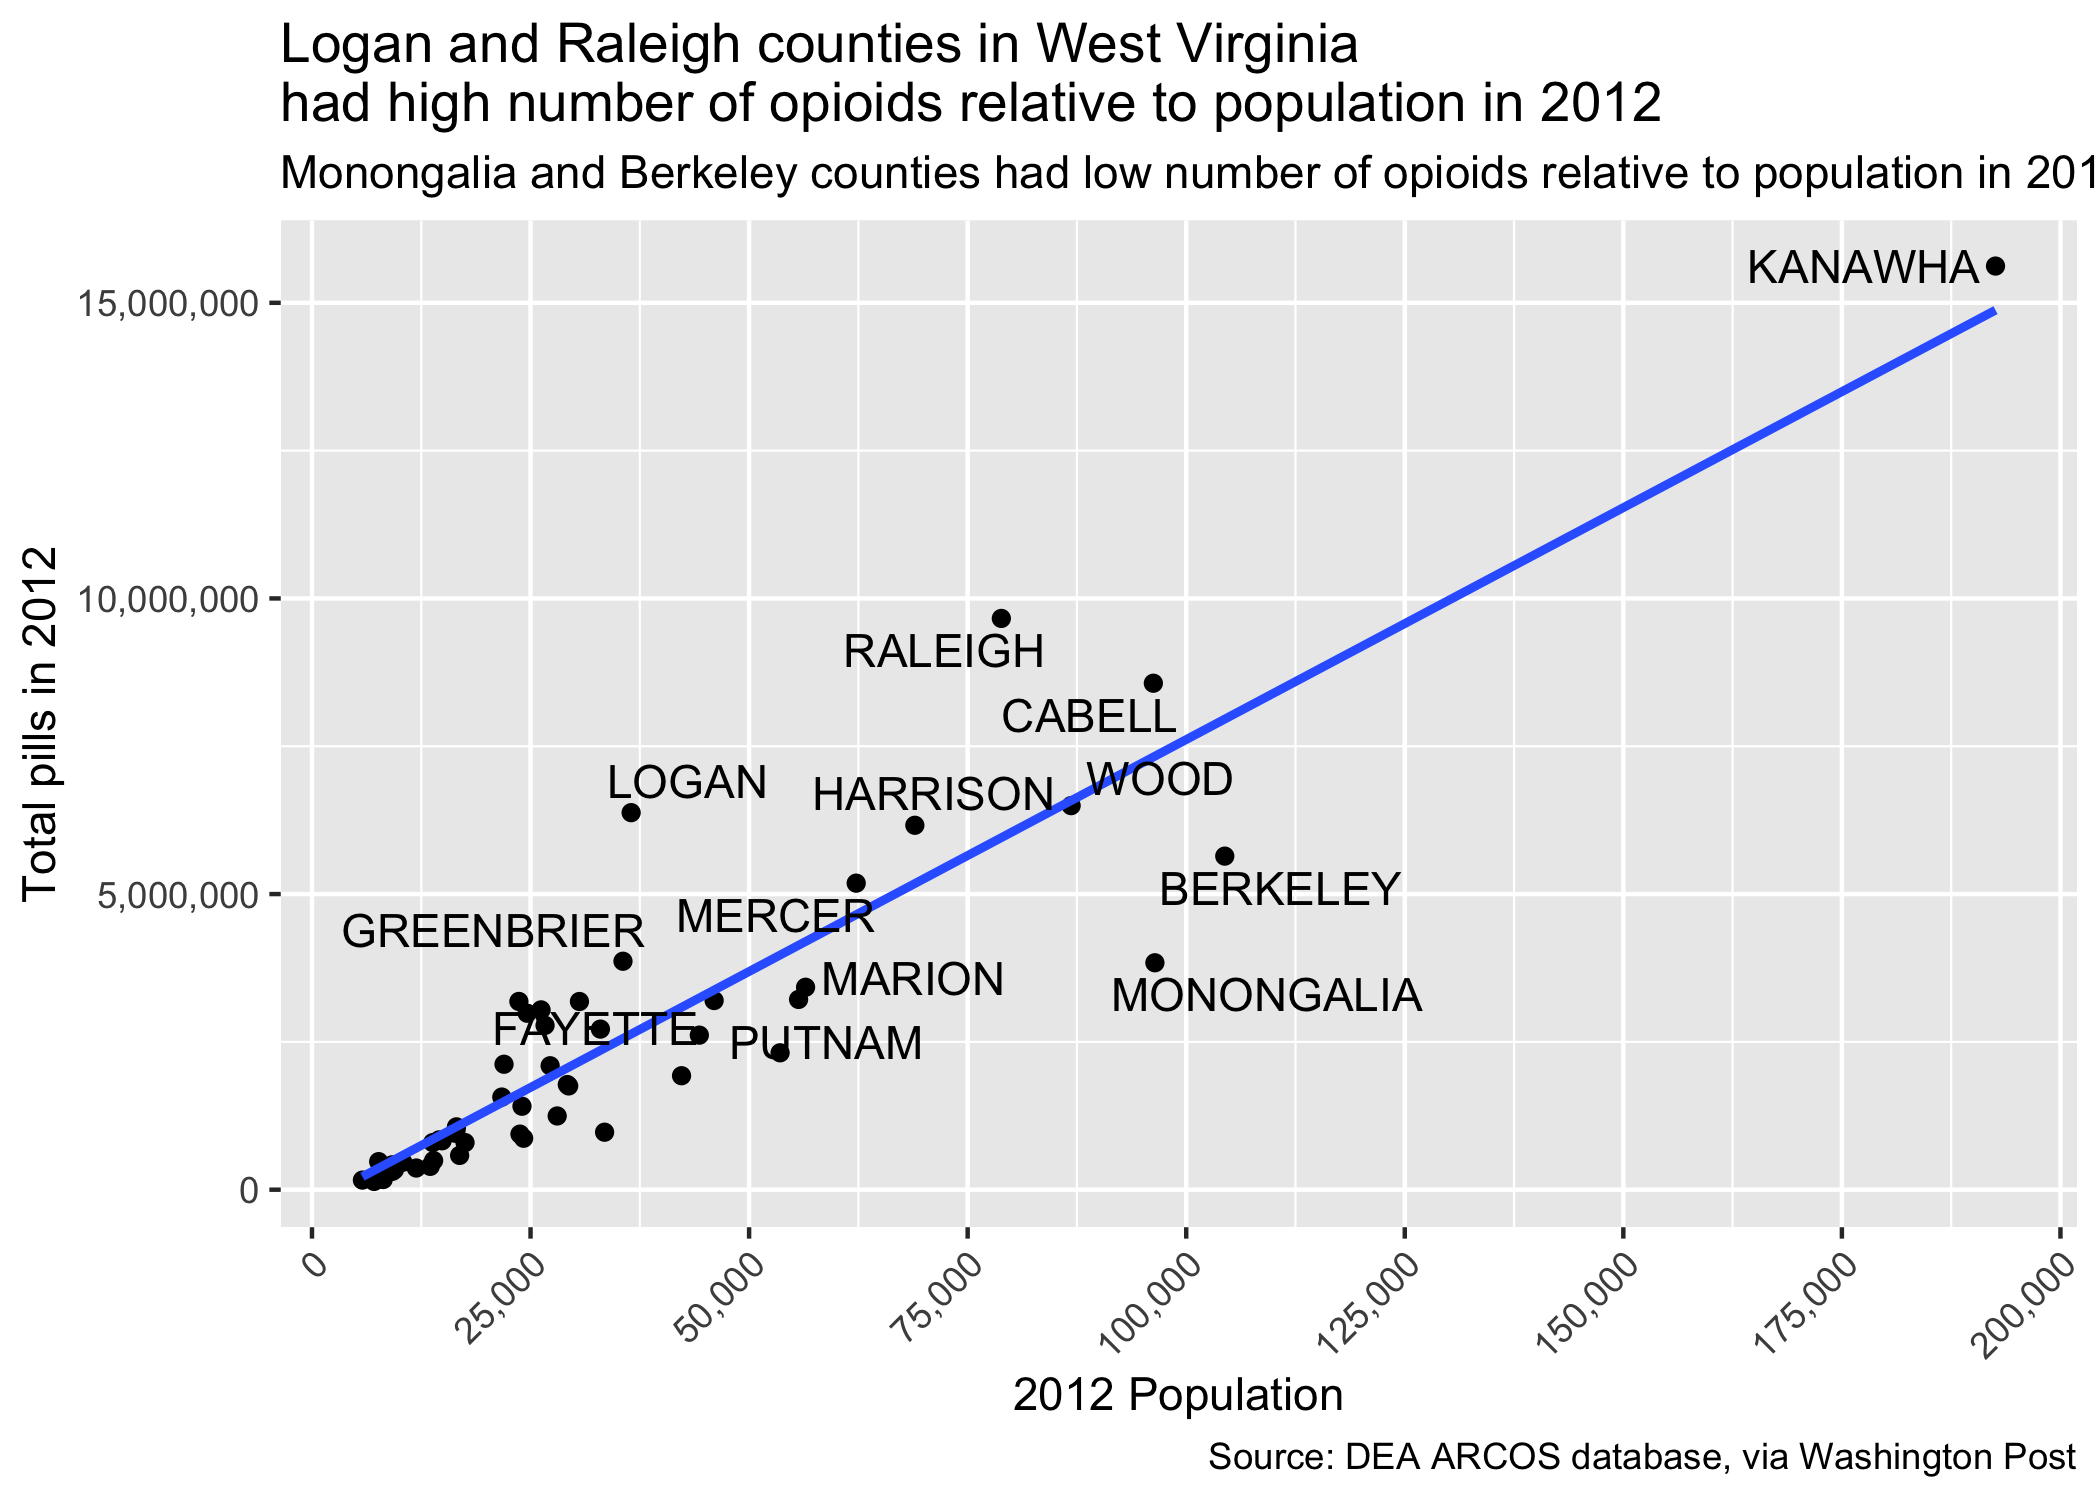 Logan and Raleigh counties in West Virginia
had high number of opioids relative to population in 2012
Monongalia and Berkeley counties had low number of opioids relative to population in 201
KANAWHA
15,000,000
10,000,000
RALEIGH
CABELL
LOGAN
HARRISON
WOOD
BERKELEY
5,000,000
MERCER
GREENBRIER
MARION
MONONGALIA
FAYETTE
PUTNAM
0
Total pills in 2012
0
25,000
50,000
75,000
100,000
125,000
150,000
175,000
200,000
2012 Population
Source: DEA ARCOS database, via Washington Post